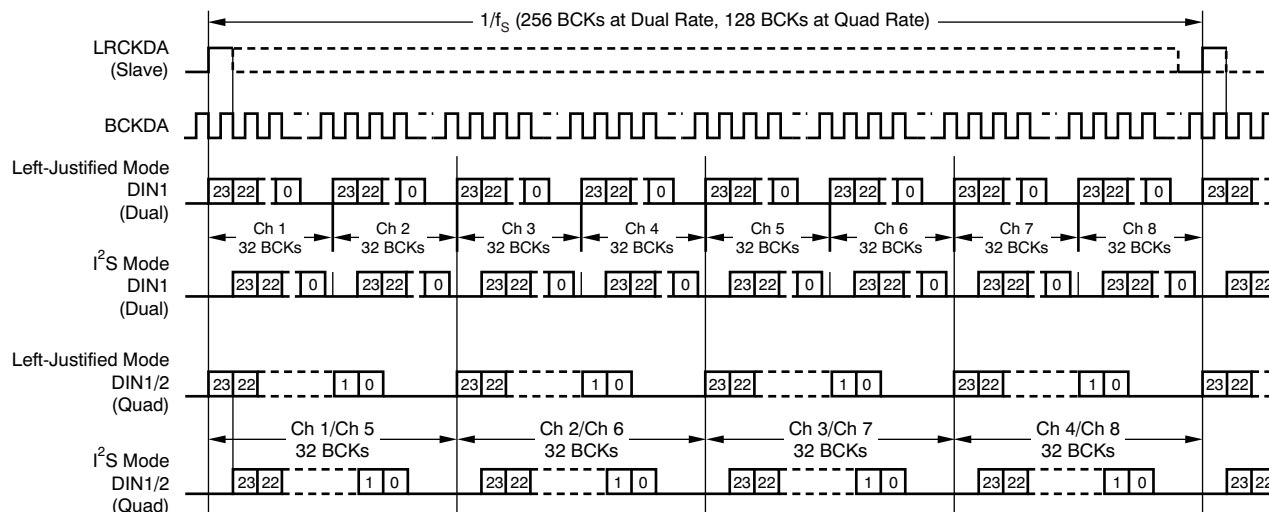 1/fS (256 BCKs at Dual Rate, 128 BCKs at Quad Rate)
LRCKDA
(Slave)
BCKDA
Left-Justified Mode
DIN1
(Dual)
23 22 0 23 22 0 23 22 0 23 22 0 23 22 0 23 22 0 23 22 0 23 22 0 23 22
Ch 1 Ch 2 Ch 3 Ch 4 Ch 5 Ch 6 Ch 7 Ch 8
32 BCKs 32 BCKs 32 BCKs 32 BCKs 32 BCKs 32 BCKs 32 BCKs 32 BCKs
I2S Mode
DIN1
(Dual)
23 22 0 23 22 0 23 22 0 23 22 0 23 22 0 23 22 0 23 22 0 23 22 0 23 22
Left-Justified Mode
DIN1/2
(Quad)
23 22 1 0 23 22 1 0 23 22 1 0 23 22 1 0 23 22
Ch 1/Ch 5 Ch 2/Ch 6 Ch 3/Ch 7 Ch 4/Ch 8
32 BCKs 32 BCKs 32 BCKs 32 BCKs
I2S Mode
DIN1/2
(Quad)
23 22 1 0 23 22 1 0 23 22 1 0 23 22 1 0 23 22